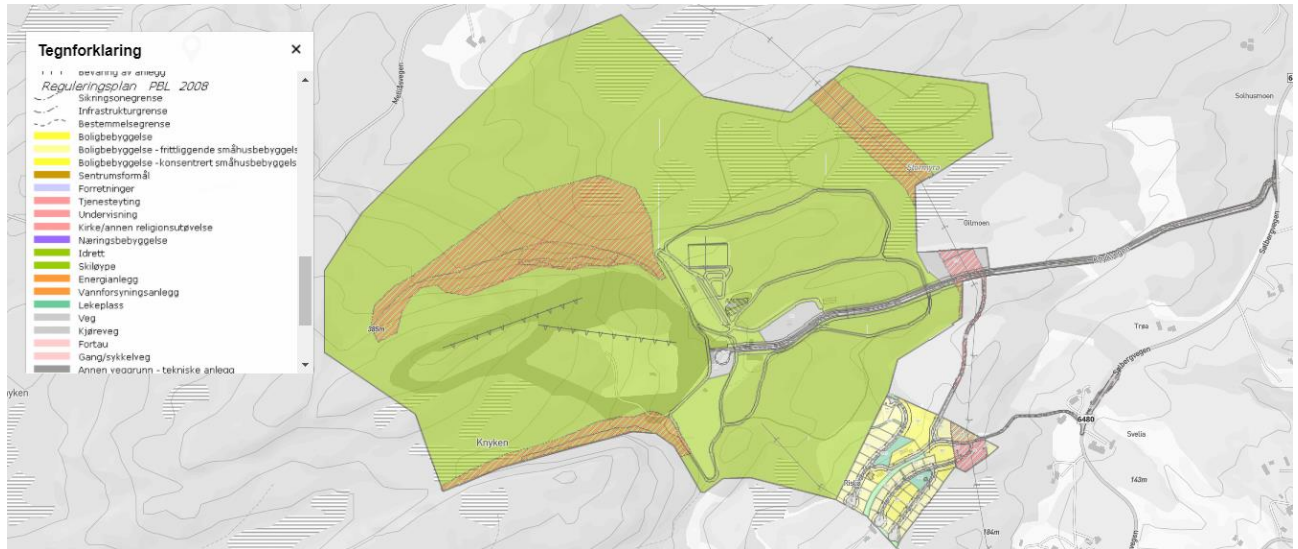 Tegnforklaring
Bevaring av anlegg
Reguleringsplan PBL 2008
Sikringsonegrense
Infrastrukturgrense
Bestemmelsegrense
Boligbebyggelse
Boligbebyggelse - frittliggende småhusbebyggels
Boligbebyggelse - konsentrert småhusbebyggels
Sentrumsformål
Forretninger
Tjenesteyting
Undervisning
Kirke/annen religionsutøvelse
Næringsbebyggelse
Idrett
Skiløype
Energianlegg
Vannforsyningsanlegg
Lekeplass
Veg
Kjøreveg
Fortau
Gang/sykkelveg
Annen veggrunn - tekniske anlegg
Solhusmoen
Gilmoen
Trøa
Svelia
6480
143m
184m
Knyken
yken